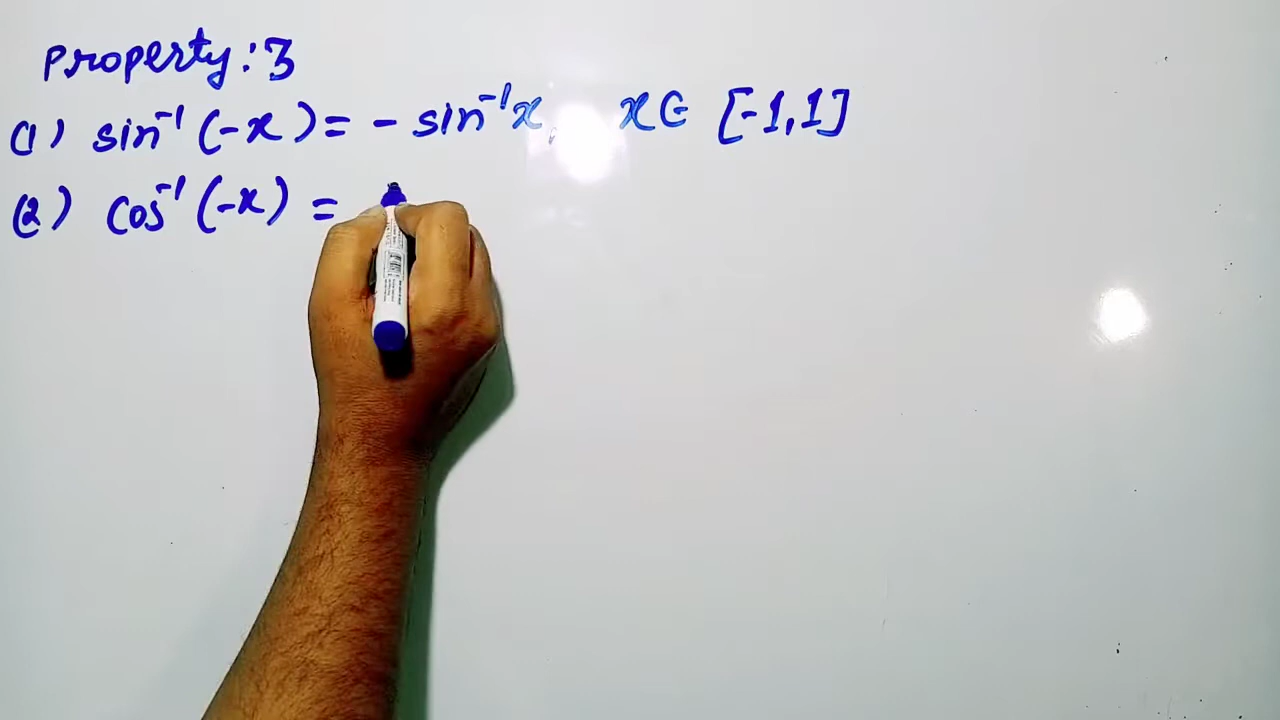 Property: 3
(1) sin⁻¹(-x) = - sin⁻¹x, x ∈ [-1,1]
(2) cos⁻¹(-x) =